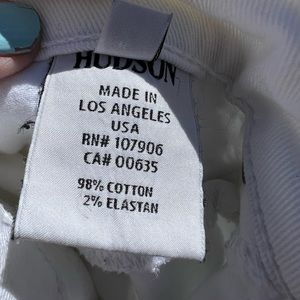 HUDSON
MADE IN
LOS ANGELES
USA
RN# 107906
CA# 00635
98% COTTON
2% ELASTAN